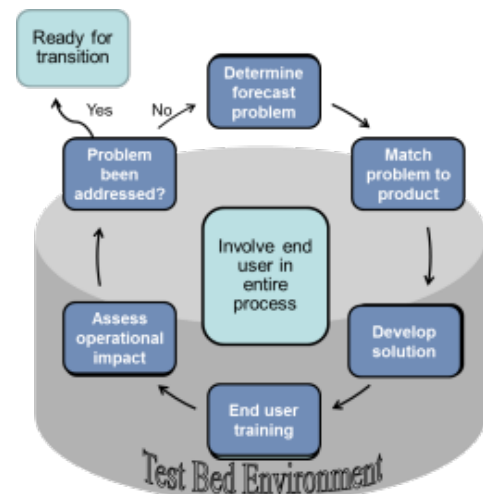 Ready for
transition
Yes
No
Determine
forecast
problem
Problem
been
addressed?
Match
problem to
product
Involve end
user in
entire
process
Assess
operational
impact
Develop
solution
End user
training
Test Bed Environment